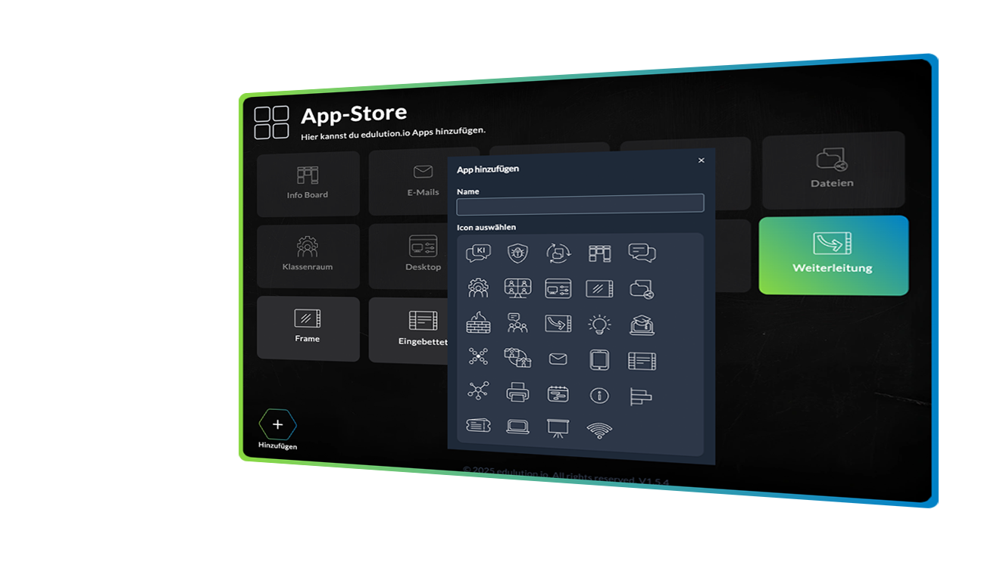 App-Store
Hier kannst du edulution.io Apps hinzufügen.
Info Board
E-Mails
Dateien
Klassenraum
Desktop
Weiterleitung
Frame
Eingebettet
App hinzufügen
×
Name
Icon auswählen
KI
+
Hinzufügen
© 2025 edulution.io. All rights reserved. V1.5.4